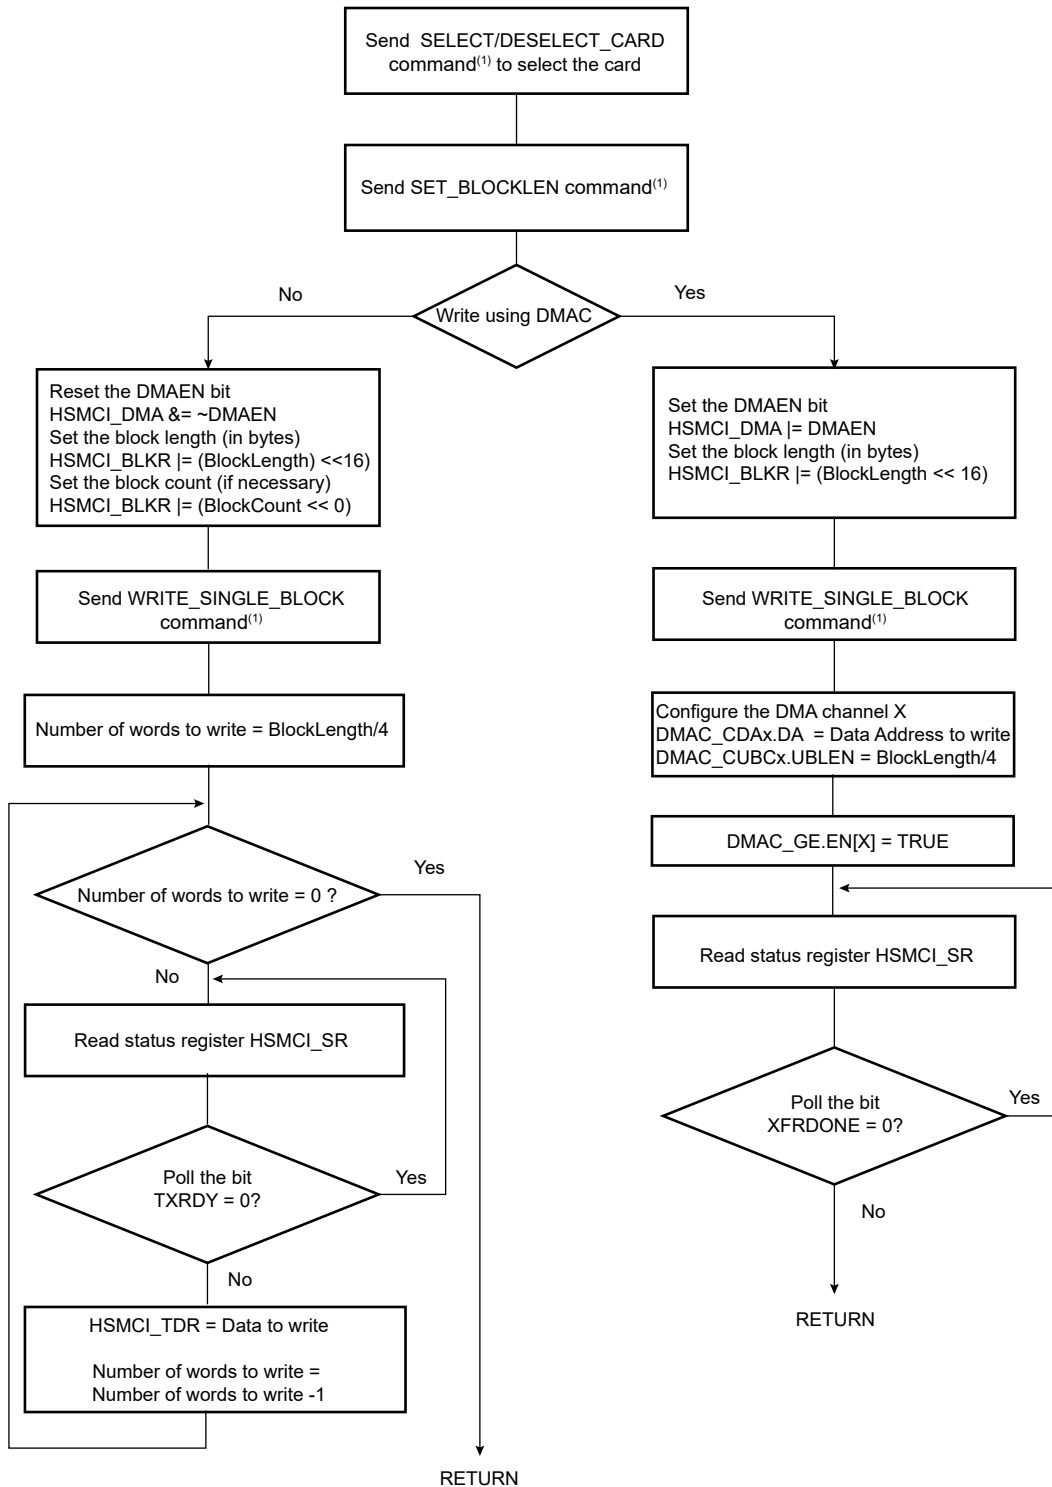 Send SELECT/DESELECT_CARD
command(1) to select the card
Send SET_BLOCKLEN command(1)
No
Yes
Write using DMAC
Reset the DMAEN bit
HSMCI_DMA &= ~DMAEN
Set the block length (in bytes)
HSMCI_BLKR |= (BlockLength) <<16)
Set the block count (if necessary)
HSMCI_BLKR |= (BlockCount << 0)
Send WRITE_SINGLE_BLOCK
command(1)
Number of words to write = BlockLength/4
Number of words to write = 0 ?
Yes
No
Read status register HSMCI_SR
Poll the bit
TXRDY = 0?
Yes
No
HSMCI_TDR = Data to write
Number of words to write =
Number of words to write -1
RETURN
Set the DMAEN bit
HSMCI_DMA |= DMAEN
Set the block length (in bytes)
HSMCI_BLKR |= (BlockLength << 16)
Send WRITE_SINGLE_BLOCK
command(1)
Configure the DMA channel X
DMAC_CDAx.DA = Data Address to write
DMAC_CUBCx.UBLEN = BlockLength/4
DMAC_GE.EN[X] = TRUE
Read status register HSMCI_SR
Poll the bit
XFRDONE = 0?
Yes
No
RETURN